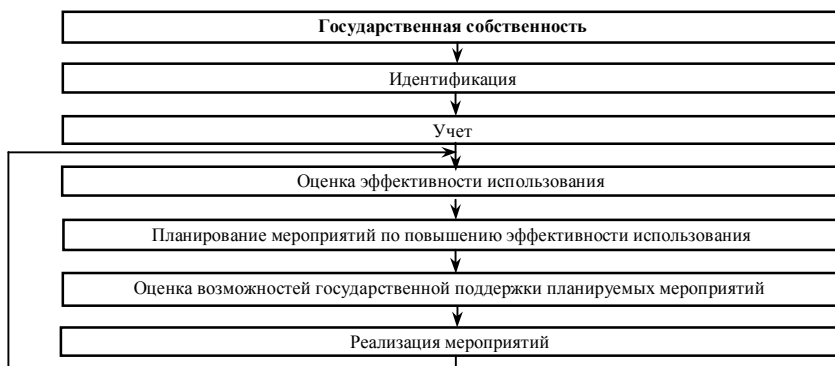 Государственная собственность
Идентификация
Учет
Оценка эффективности использования
Планирование мероприятий по повышению эффективности использования
Оценка возможностей государственной поддержки планируемых мероприятий
Реализация мероприятий